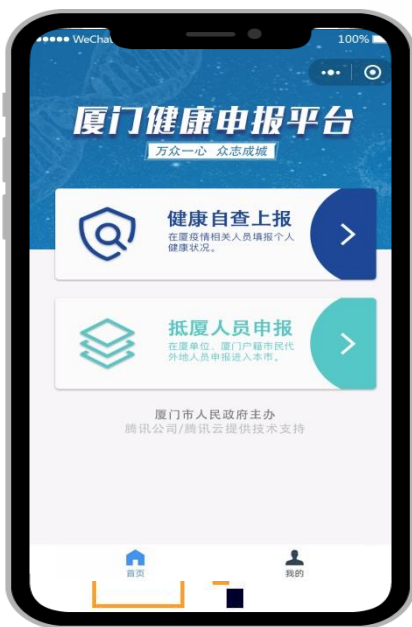 WeChat
100%
厦门健康申报平台
万众一心 众志成城
健康自查上报
在厦疫情相关人员填报个人
健康状况。
抵厦人员申报
在厦单位、厦门户籍市民代
外地人员申报进入本市。
厦门市人民政府主办
腾讯公司/腾讯云提供技术支持
首页
我的